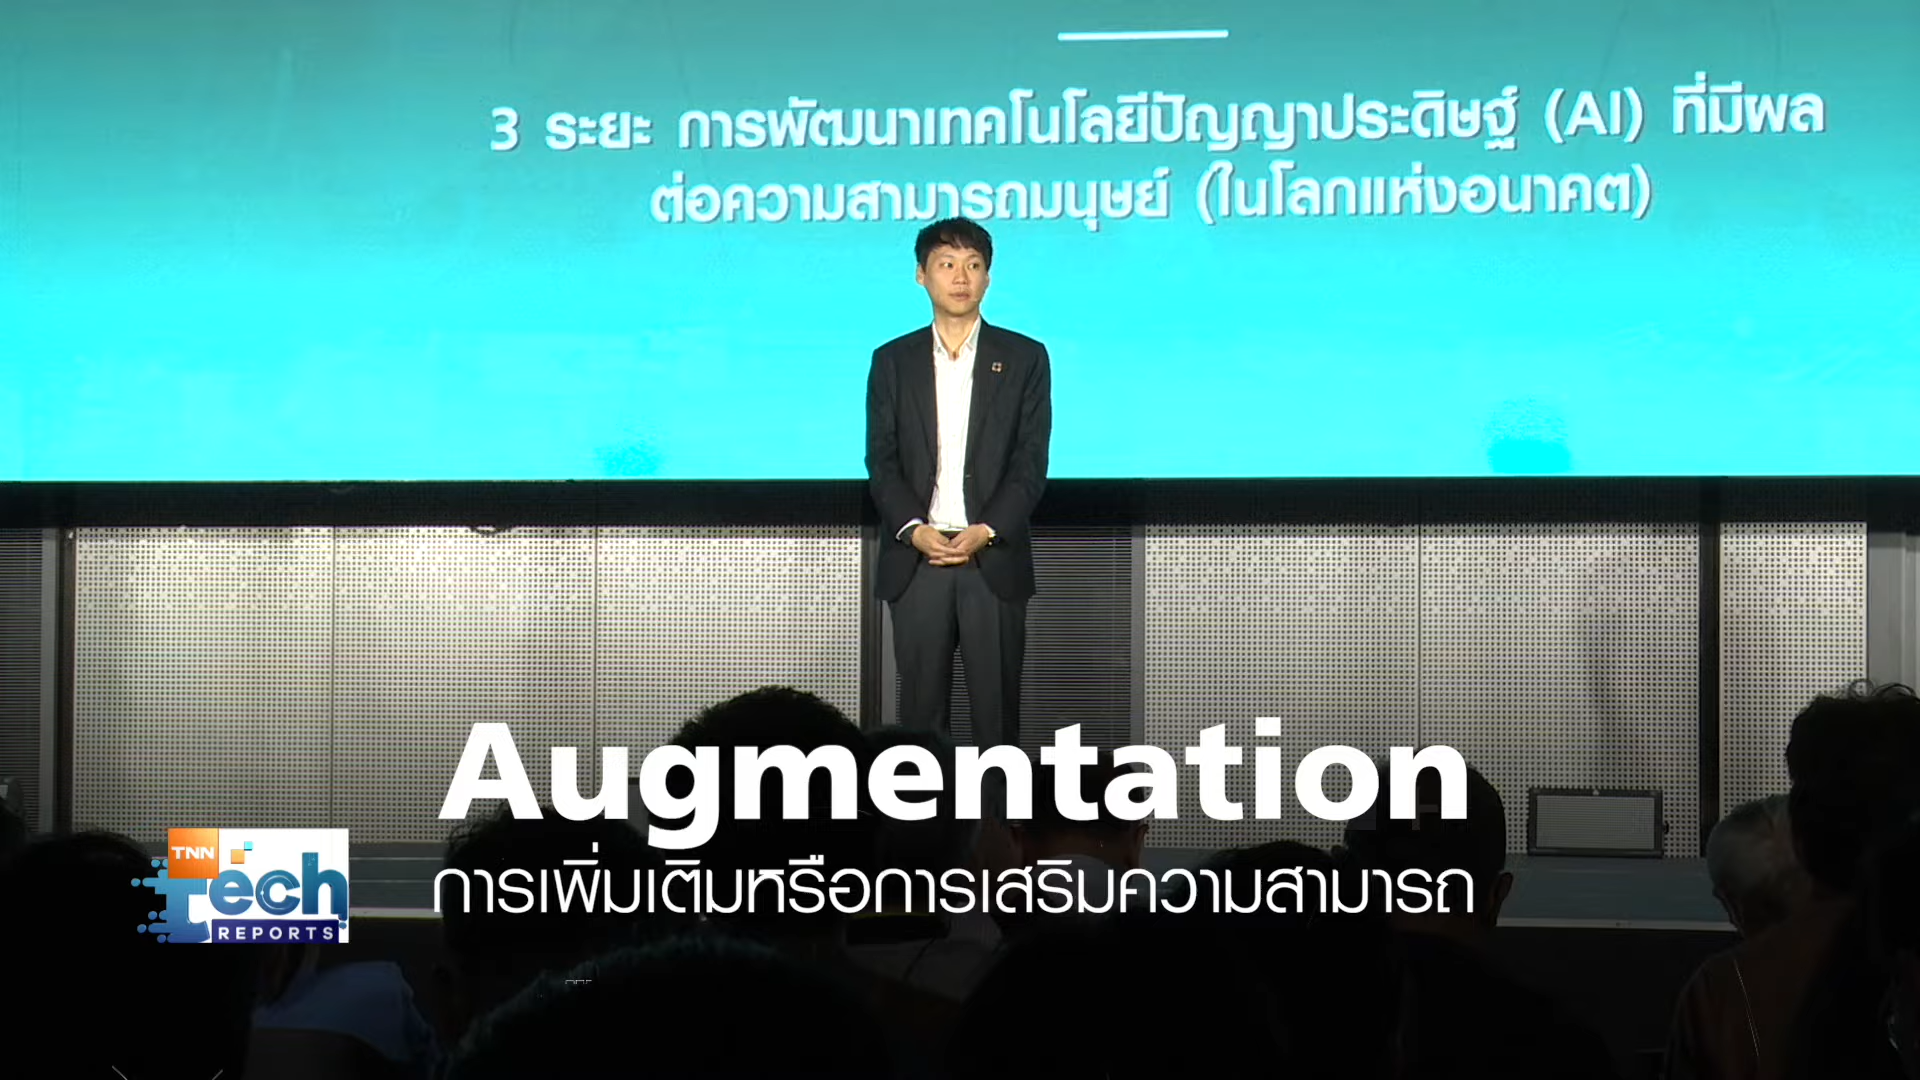 3 ระยะ การพัฒนาเทคโนโลยีปัญญาประดิษฐ์ (AI) ที่มีผล
ต่อความสามารถมนุษย์ (ในโลกแห่งอนาคต)
Augmentation
การเพิ่มเติมหรือการเสริมความสามารถ
TNN
Tech
REPORTS